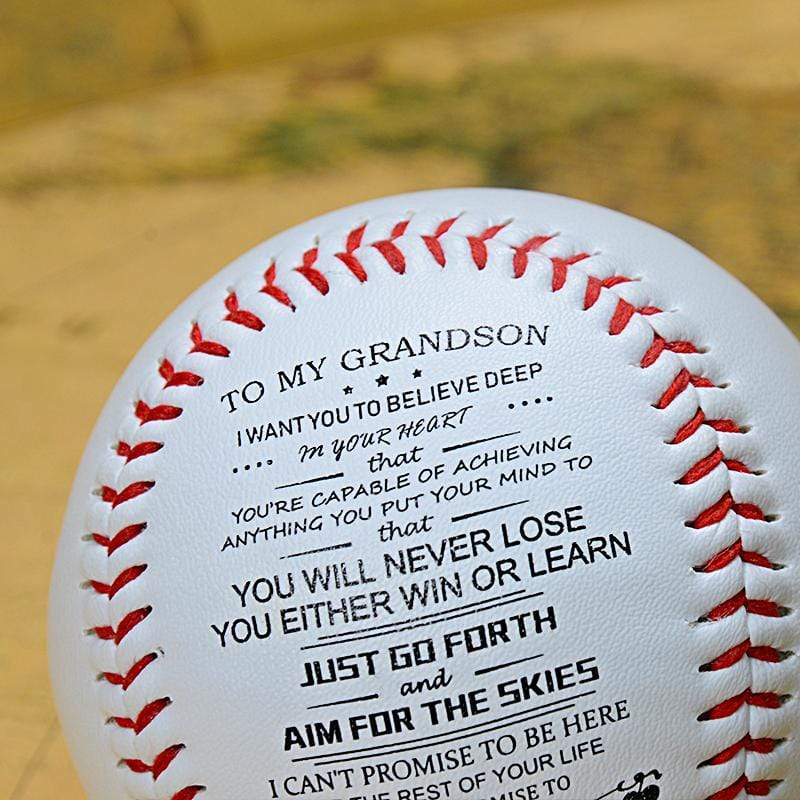 TO MY GRANDSON
I WANT YOU TO BELIEVE DEEP
IN YOUR HEART
that
YOU'RE CAPABLE OF ACHIEVING
ANYTHING YOU PUT YOUR MIND TO
that
YOU WILL NEVER LOSE
YOU EITHER WIN OR LEARN
JUST GO FORTH
and
AIM FOR THE SKIES
I CAN'T PROMISE TO BE HERE
THE REST OF YOUR LIFE
TO